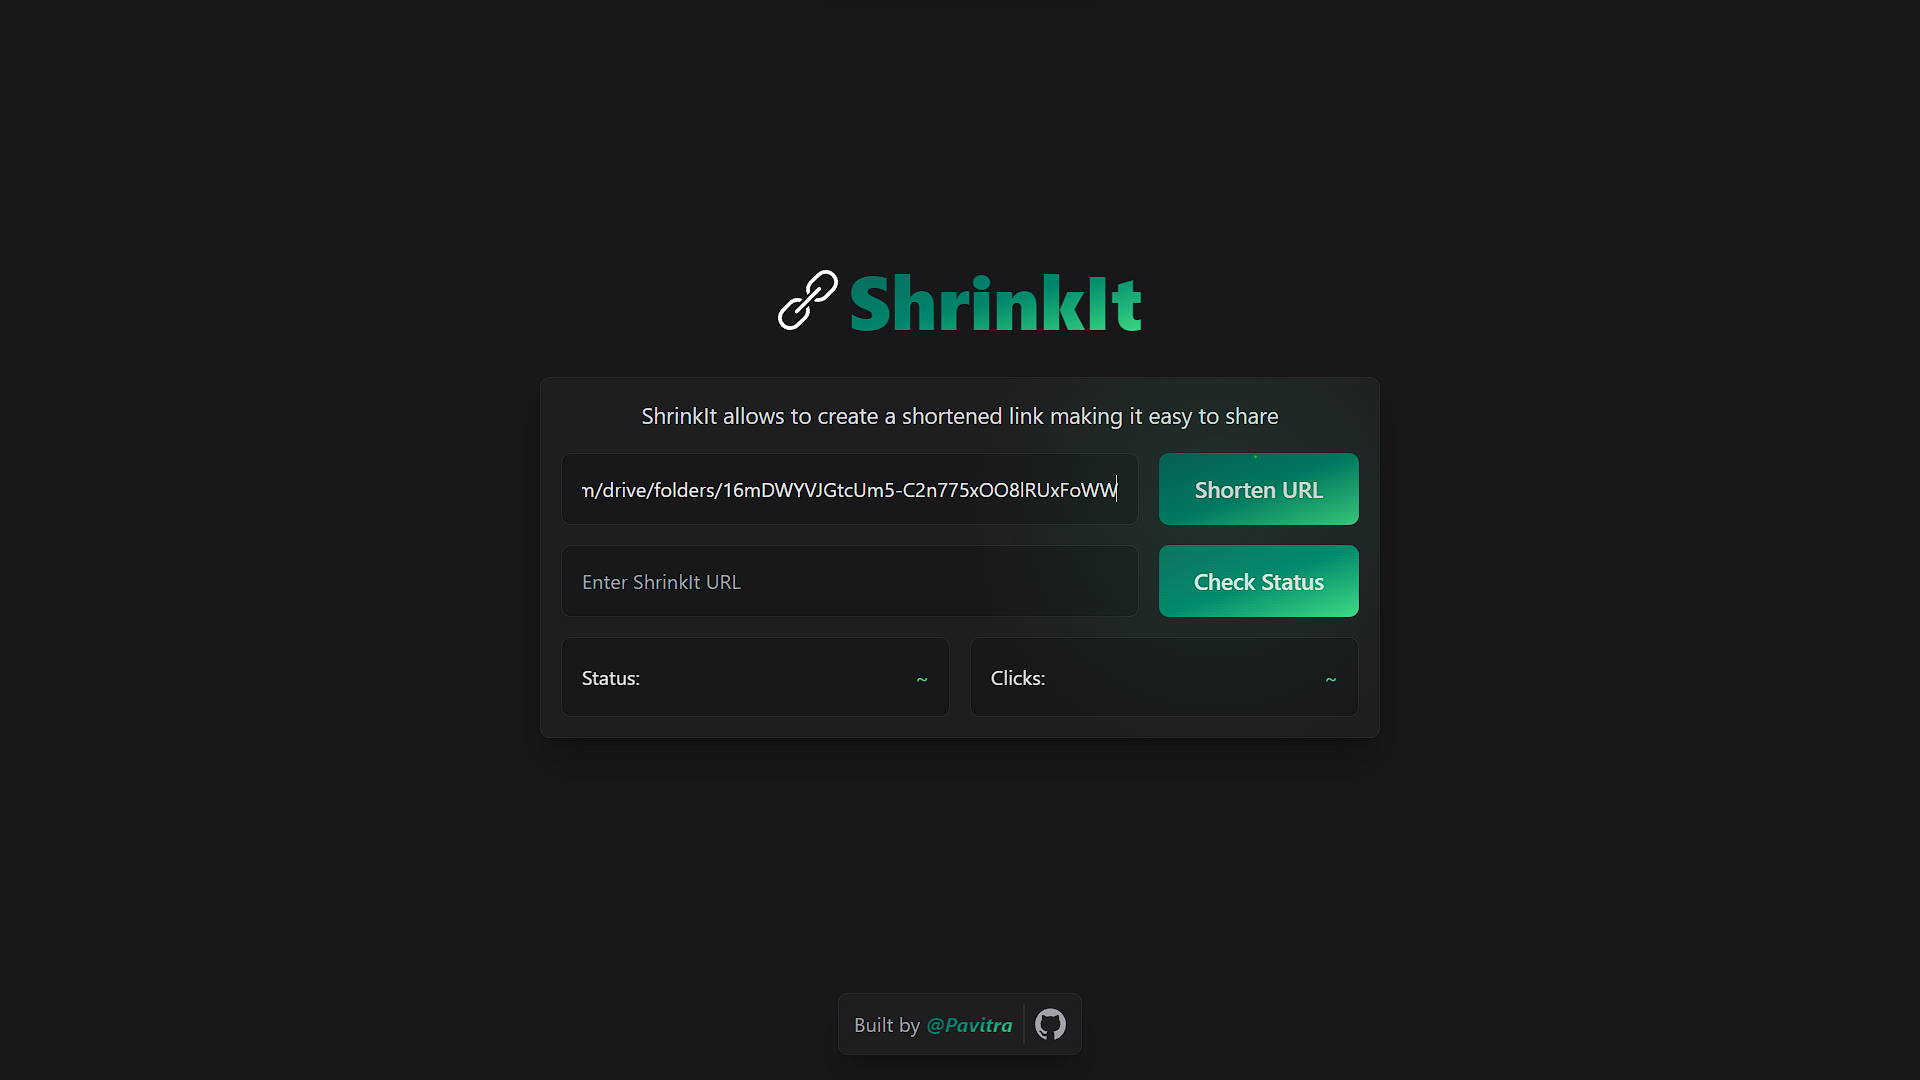 ShrinkIt
ShrinkIt allows to create a shortened link making it easy to share
m/drive/folders/16mDWYVJGtcUm5-C2n775xOO8lRUxFoWW
Shorten URL
Enter ShrinkIt URL
Check Status
Status: ~
Clicks: ~
Built by @Pavitra